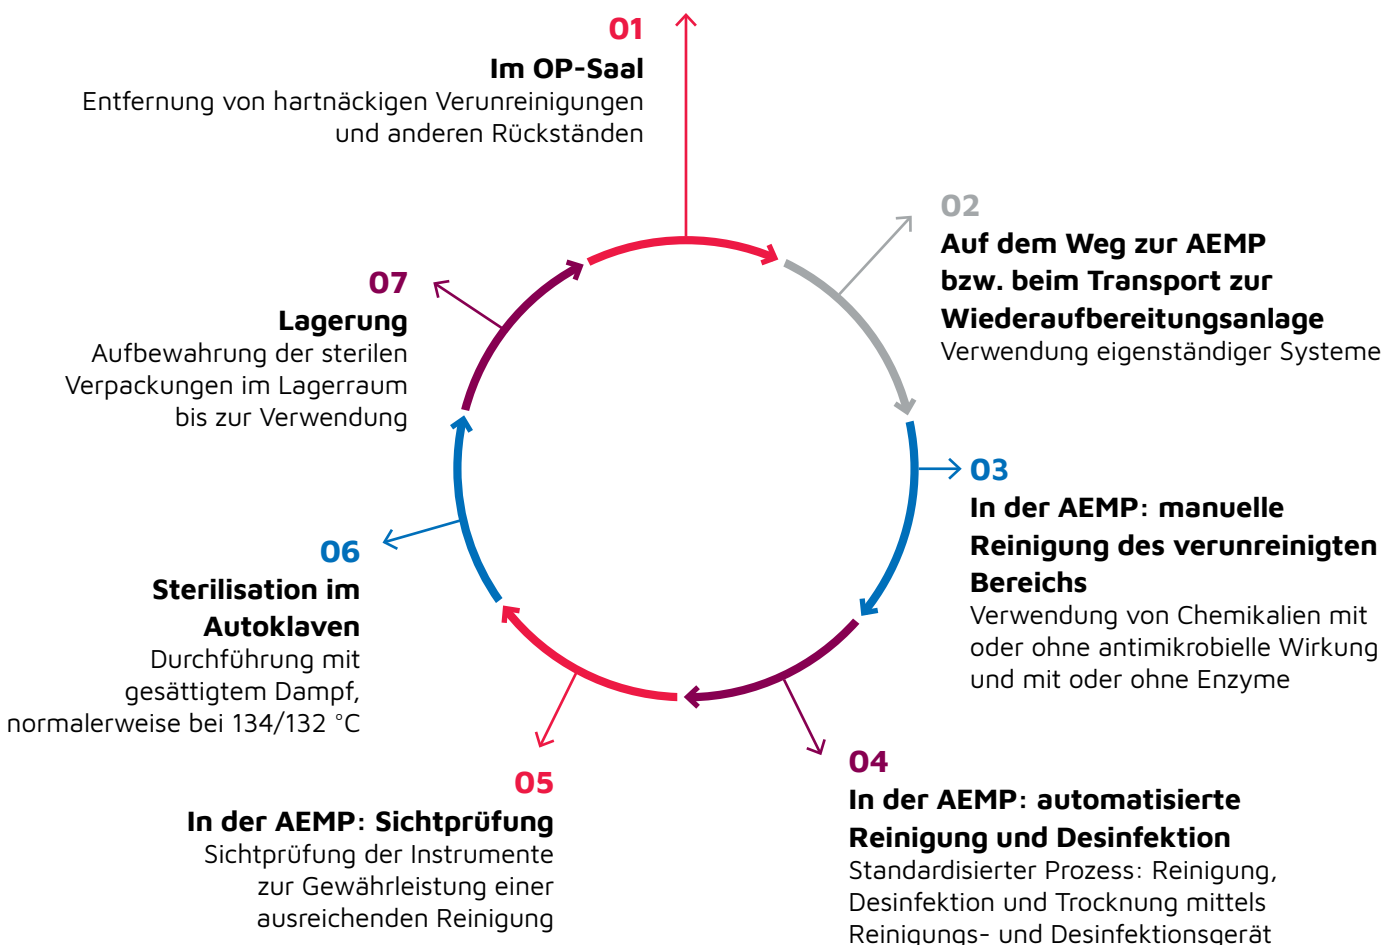 01
Im OP-Saal
Entfernung von hartnäckigen Verunreinigungen
und anderen Rückständen
02
Auf dem Weg zur AEMP
bzw. beim Transport zur
Wiederaufbereitungsanlage
Verwendung eigenständiger Systeme
03
In der AEMP: manuelle
Reinigung des verunreinigten
Bereichs
Verwendung von Chemikalien mit
oder ohne antimikrobielle Wirkung
und mit oder ohne Enzyme
04
In der AEMP: automatisierte
Reinigung und Desinfektion
Standardisierter Prozess: Reinigung,
Desinfektion und Trocknung mittels
Reinigungs- und Desinfektionsgerät
05
In der AEMP: Sichtprüfung
Sichtprüfung der Instrumente
zur Gewährleistung einer
ausreichenden Reinigung
06
Sterilisation im
Autoklaven
Durchführung mit
gesättigtem Dampf,
normalerweise bei 134/132 °C
07
Lagerung
Aufbewahrung der sterilen
Verpackungen im Lagerraum
bis zur Verwendung